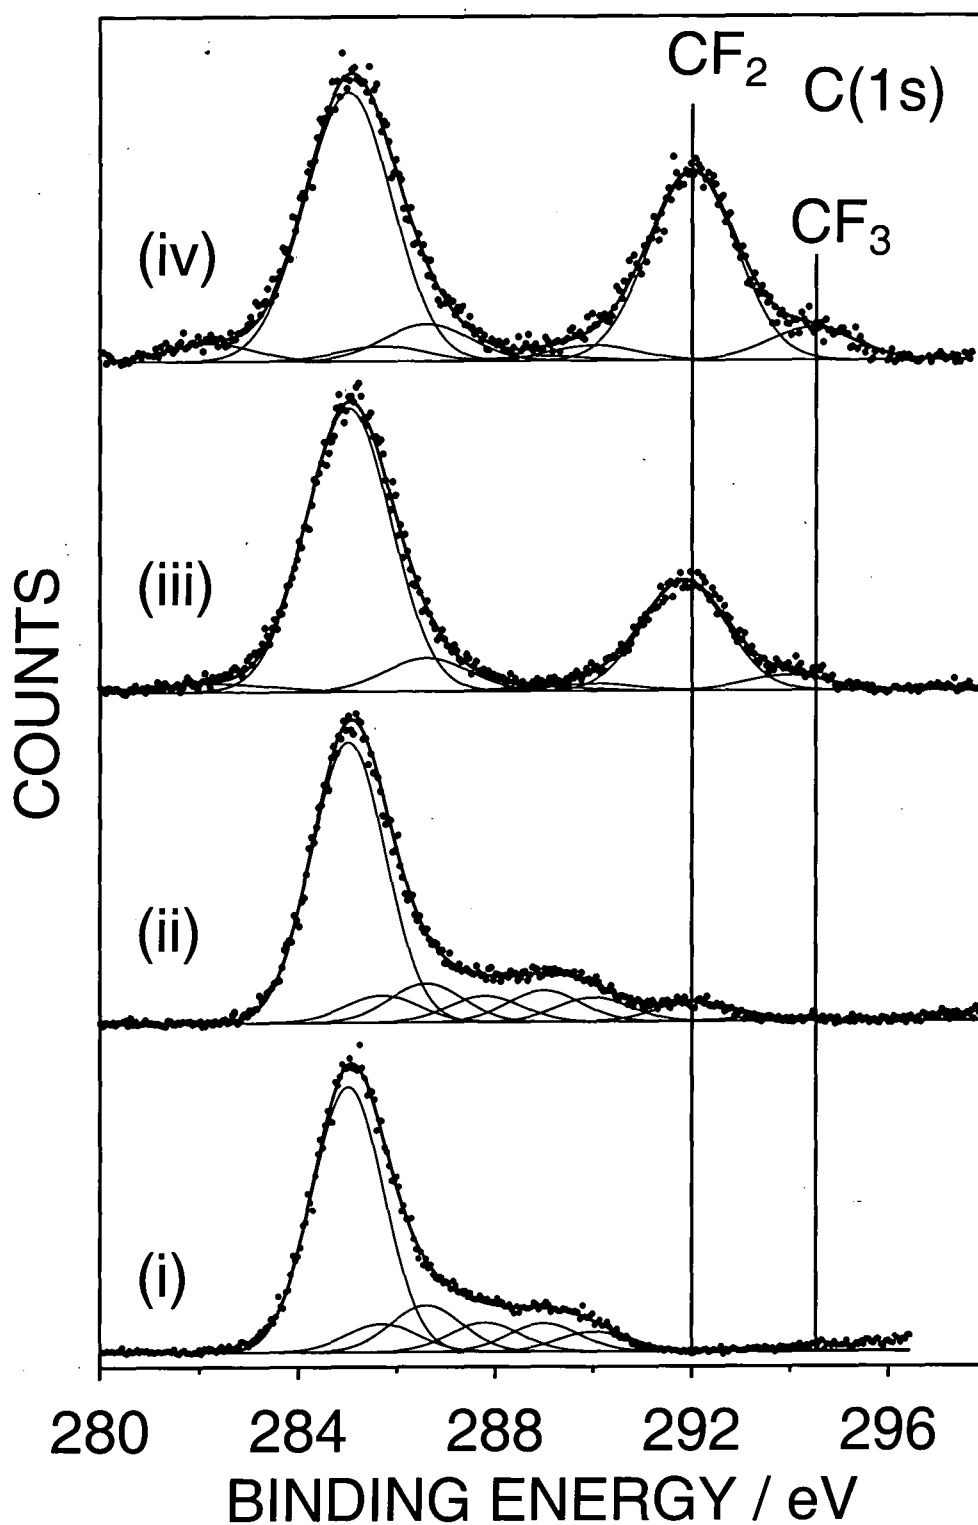 CF₂
C(1s)
CF₃
(iv)
(iii)
(ii)
(i)
COUNTS
280 284 288 292 296
BINDING ENERGY / eV